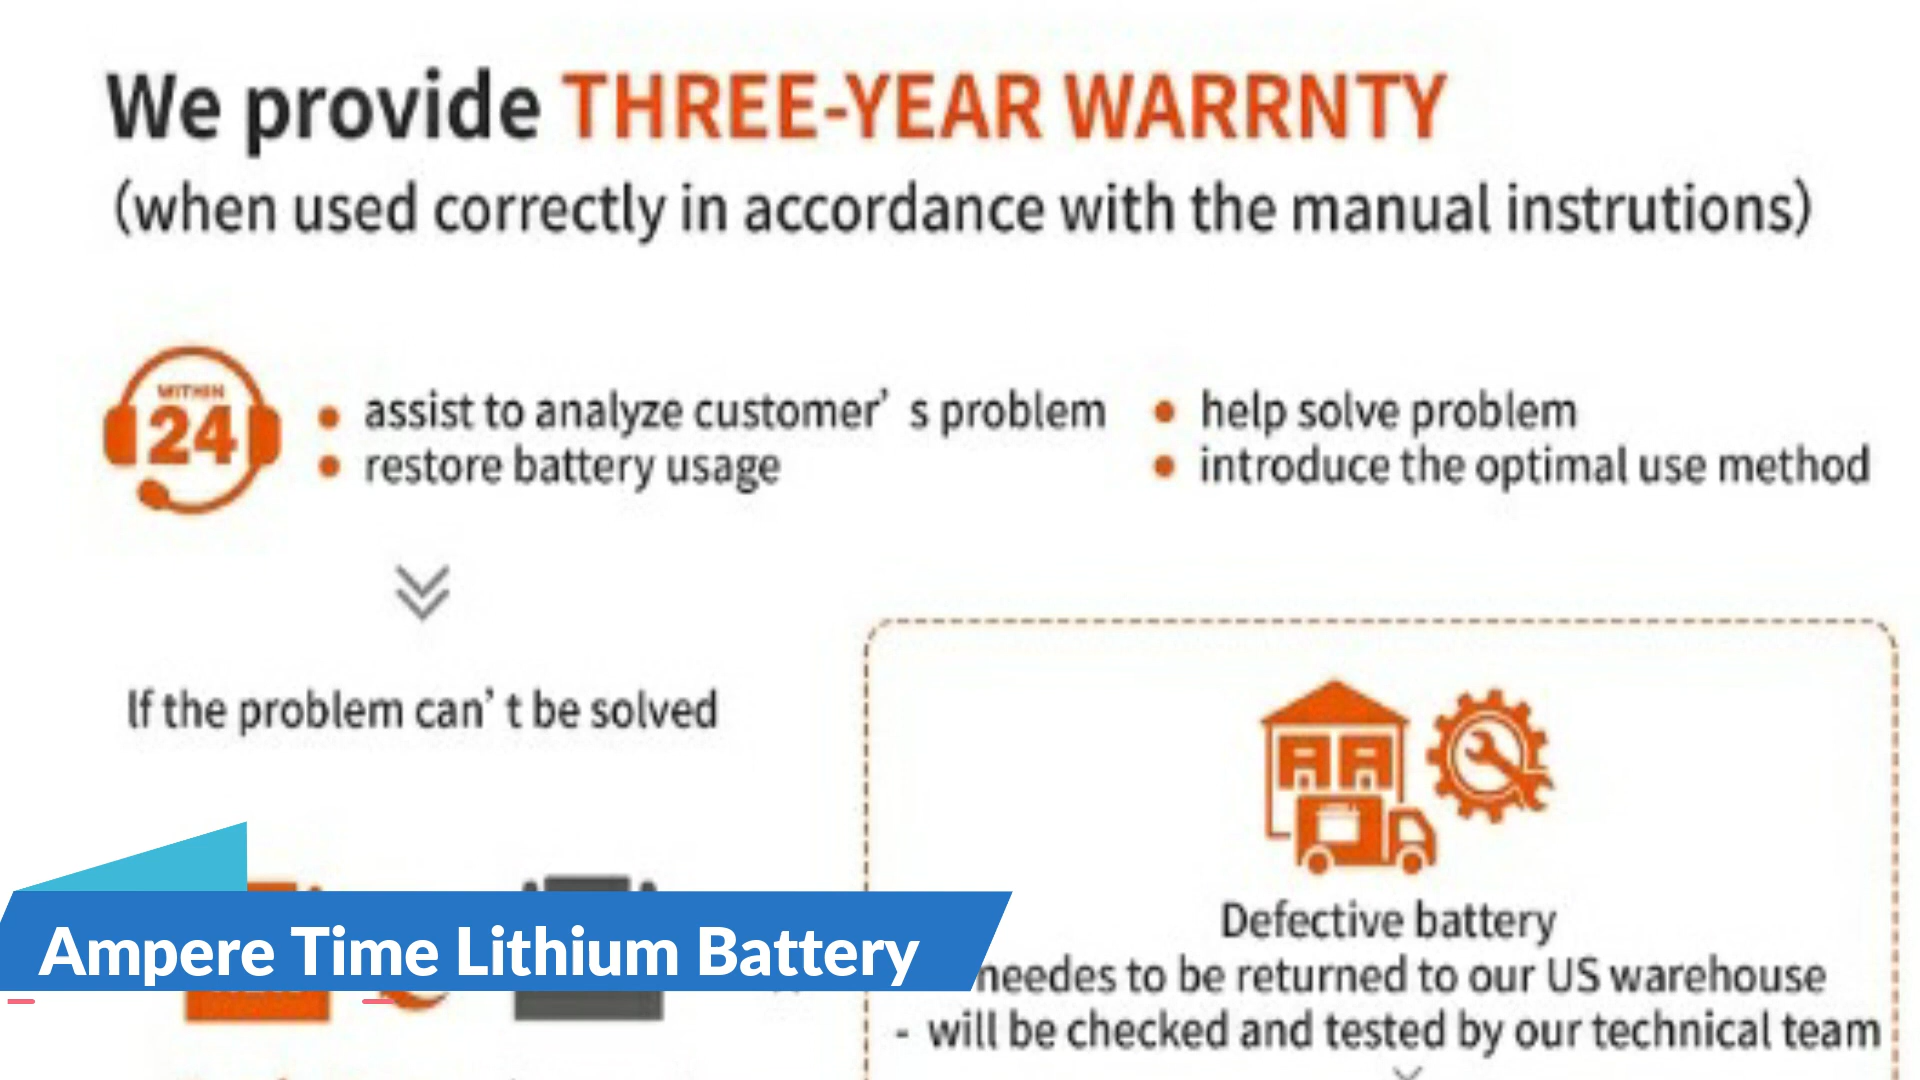 We provide THREE-YEAR WARRNTY
(when used correctly in accordance with the manual instrutions)
WITHIN
24
assist to analyze customer’ s problem
restore battery usage
help solve problem
introduce the optimal use method
If the problem can’ t be solved
Defective battery
needes to be returned to our US warehouse
- will be checked and tested by our technical team
Ampere Time Lithium Battery